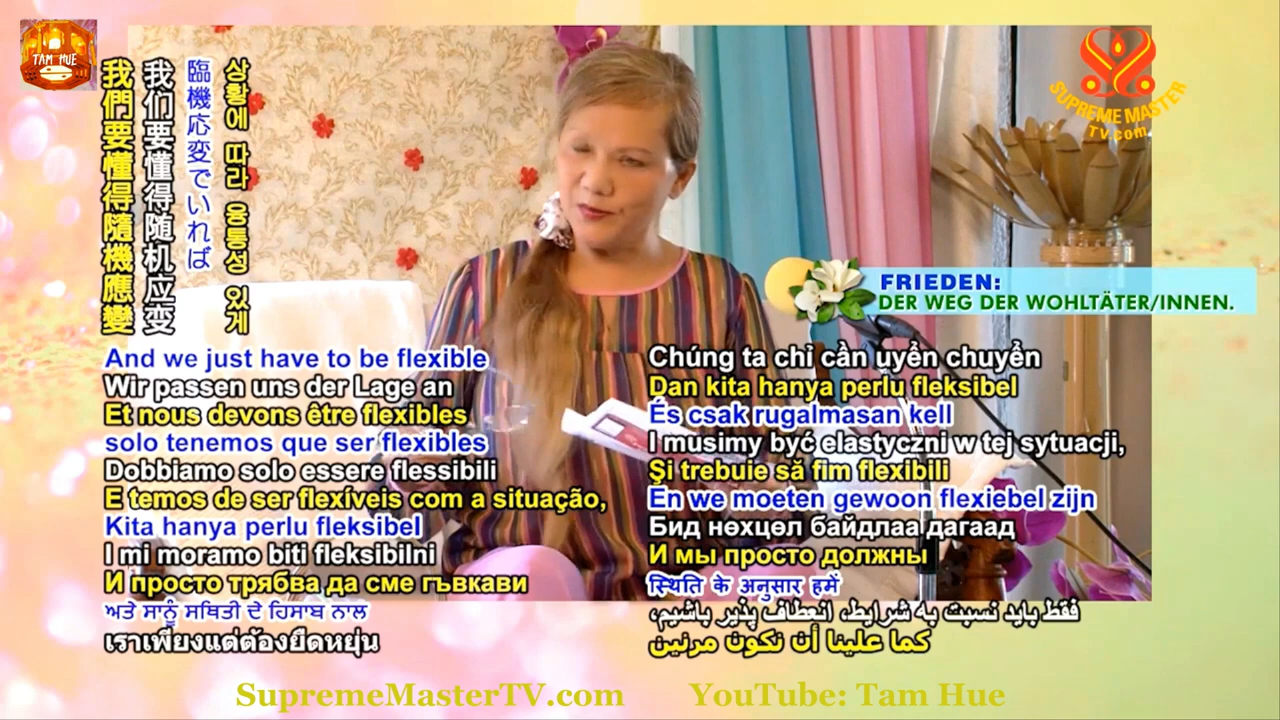 TAM HUE
我們要懂得隨機應變
我们要懂得随机应变
臨機応変でいれば
상황에 따라 융통성 있게
SUPREME MASTER
TV.com
FRIEDEN:
DER WEG DER WOHLTÄTER/INNEN.
And we just have to be flexible
Wir passen uns der Lage an
Et nous devons être flexibles
solo tenemos que ser flexibles
Dobbiamo solo essere flessibili
E temos de ser flexíveis com a situação,
Kita hanya perlu fleksibel
I mi moramo biti fleksibilni
И просто трябва да сме гъвкави
ਅਤੇ ਸਾਨੂੰ ਸਥਿਤੀ ਦੇ ਹਿਸਾਬ ਨਾਲ
เราเพียงแต่ต้องยืดหยุ่น
Chúng ta chỉ cần uyển chuyển
Dan kita hanya perlu fleksibel
És csak rugalmasan kell
I musimy być elastyczni w tej sytuacji,
Şi trebuie să fim flexibili
En we moeten gewoon flexiebel zijn
Бид нөхцөл байдлаа дагаад
И мы просто должны
स्थिति के अनुसार हमें
فقط باید نسبت به شرایط، انعطاف پذیر باشیم،
كما علينا أن نكون مرنين
SupremeMasterTV.com
YouTube: Tam Hue